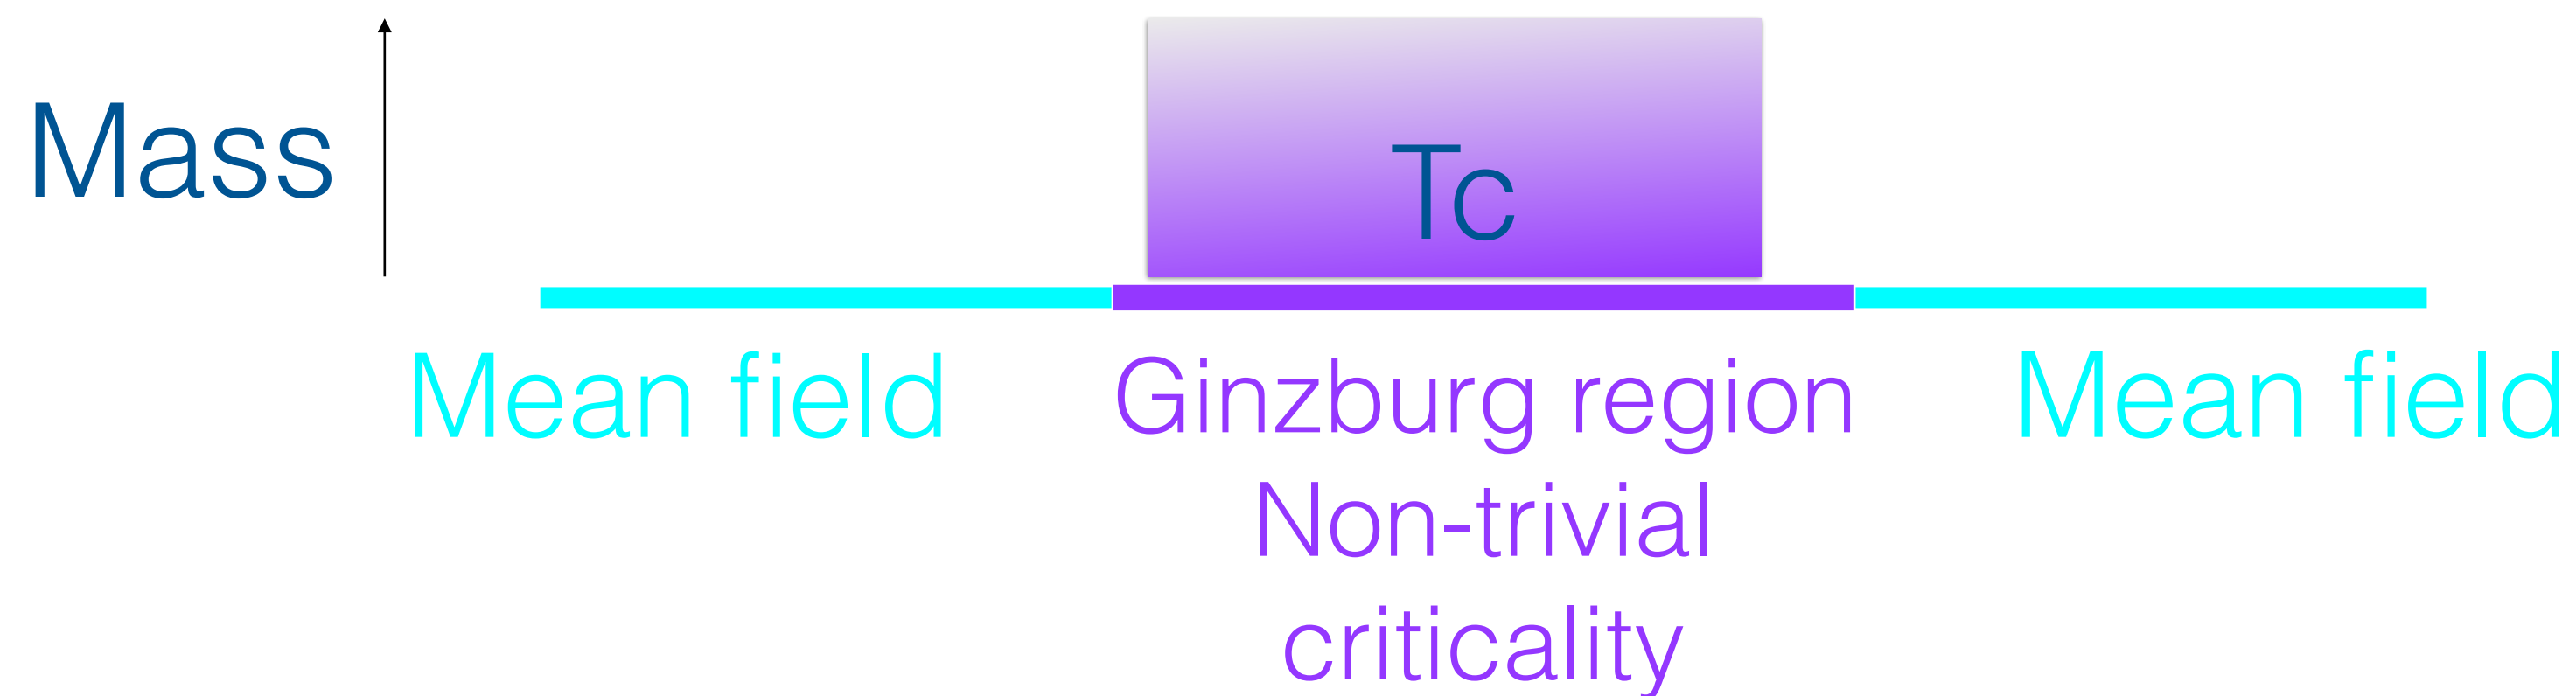 Mass
Tc
Mean field
Ginzburg region
Mean field
Non-trivial
criticality